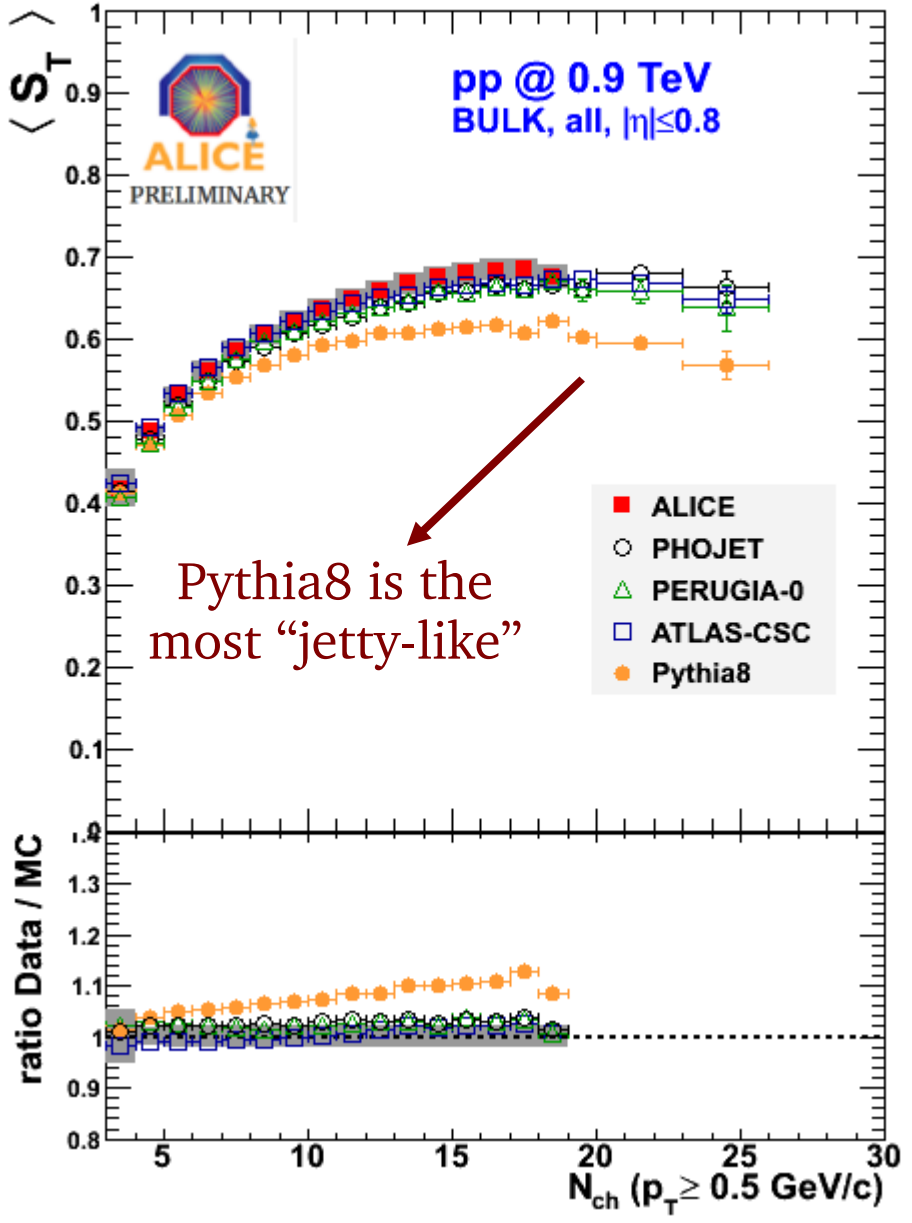 ⟨ S_T ⟩
1
0.9
0.8
0.7
0.6
0.5
0.4
0.3
0.2
0.1
0
ALICE
PRELIMINARY
pp @ 0.9 TeV
BULK, all, |η|≤0.8
Pythia8 is the
most “jetty-like”
ALICE
PHOJET
PERUGIA-0
ATLAS-CSC
Pythia8
ratio Data / MC
1.4
1.3
1.2
1.1
1
0.9
0.8
5 10 15 20 25 30
N_ch (p_T ≥ 0.5 GeV/c)